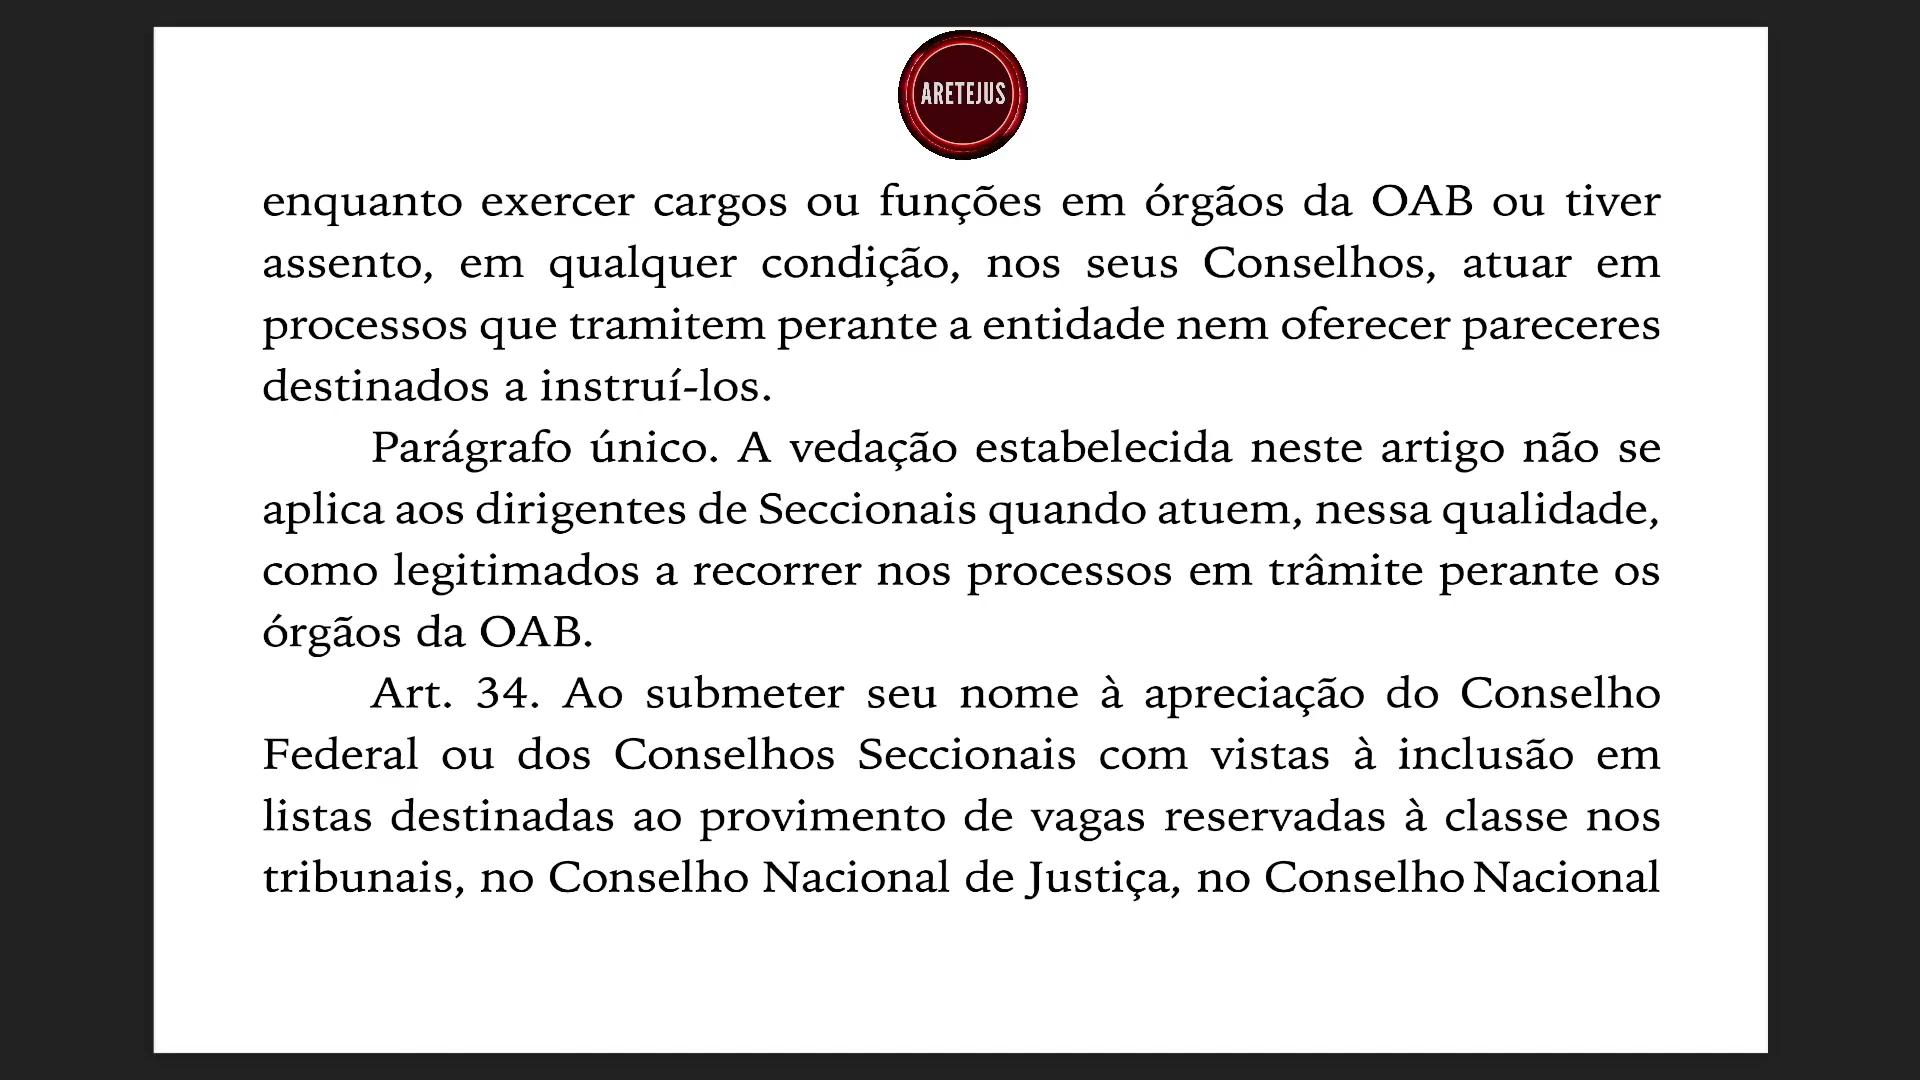 ARETEJUS
enquanto exercer cargos ou funções em órgãos da OAB ou tiver
assento, em qualquer condição, nos seus Conselhos, atuar em
processos que tramitem perante a entidade nem oferecer pareceres
destinados a instruí-los.
Parágrafo único. A vedação estabelecida neste artigo não se
aplica aos dirigentes de Seccionais quando atuem, nessa qualidade,
como legitimados a recorrer nos processos em trâmite perante os
órgãos da OAB.
Art. 34. Ao submeter seu nome à apreciação do Conselho
Federal ou dos Conselhos Seccionais com vistas à inclusão em
listas destinadas ao provimento de vagas reservadas à classe nos
tribunais, no Conselho Nacional de Justiça, no Conselho Nacional